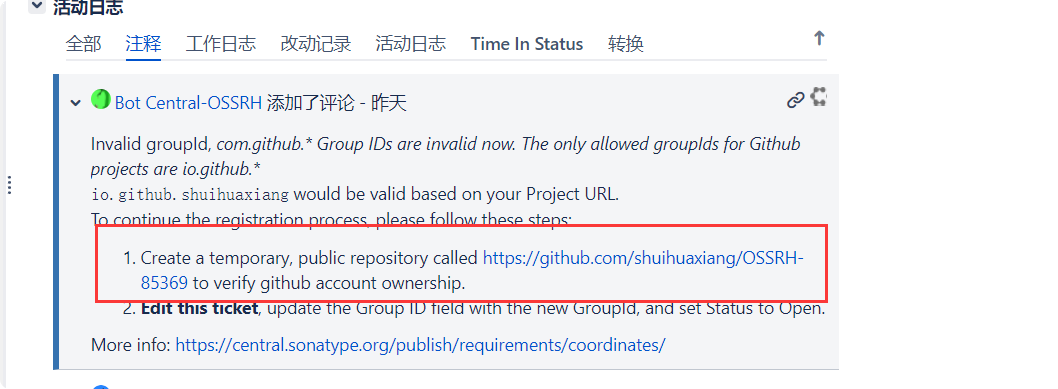 活动日志
全部 注释 工作日志 改动记录 活动日志 Time In Status 转换
Bot Central-OSSRH 添加了评论 - 昨天
Invalid groupId, com.github.* Group IDs are invalid now. The only allowed groupIds for Github
projects are io.github.*
io.github.shuihuaxiang would be valid based on your Project URL.
To continue the registration process, please follow these steps:
1. Create a temporary, public repository called https://github.com/shuihuaxiang/OSSRH-
85369 to verify github account ownership.
2. Edit this ticket, update the Group ID field with the new GroupId, and set Status to Open.
More info: https://central.sonatype.org/publish/requirements/coordinates/